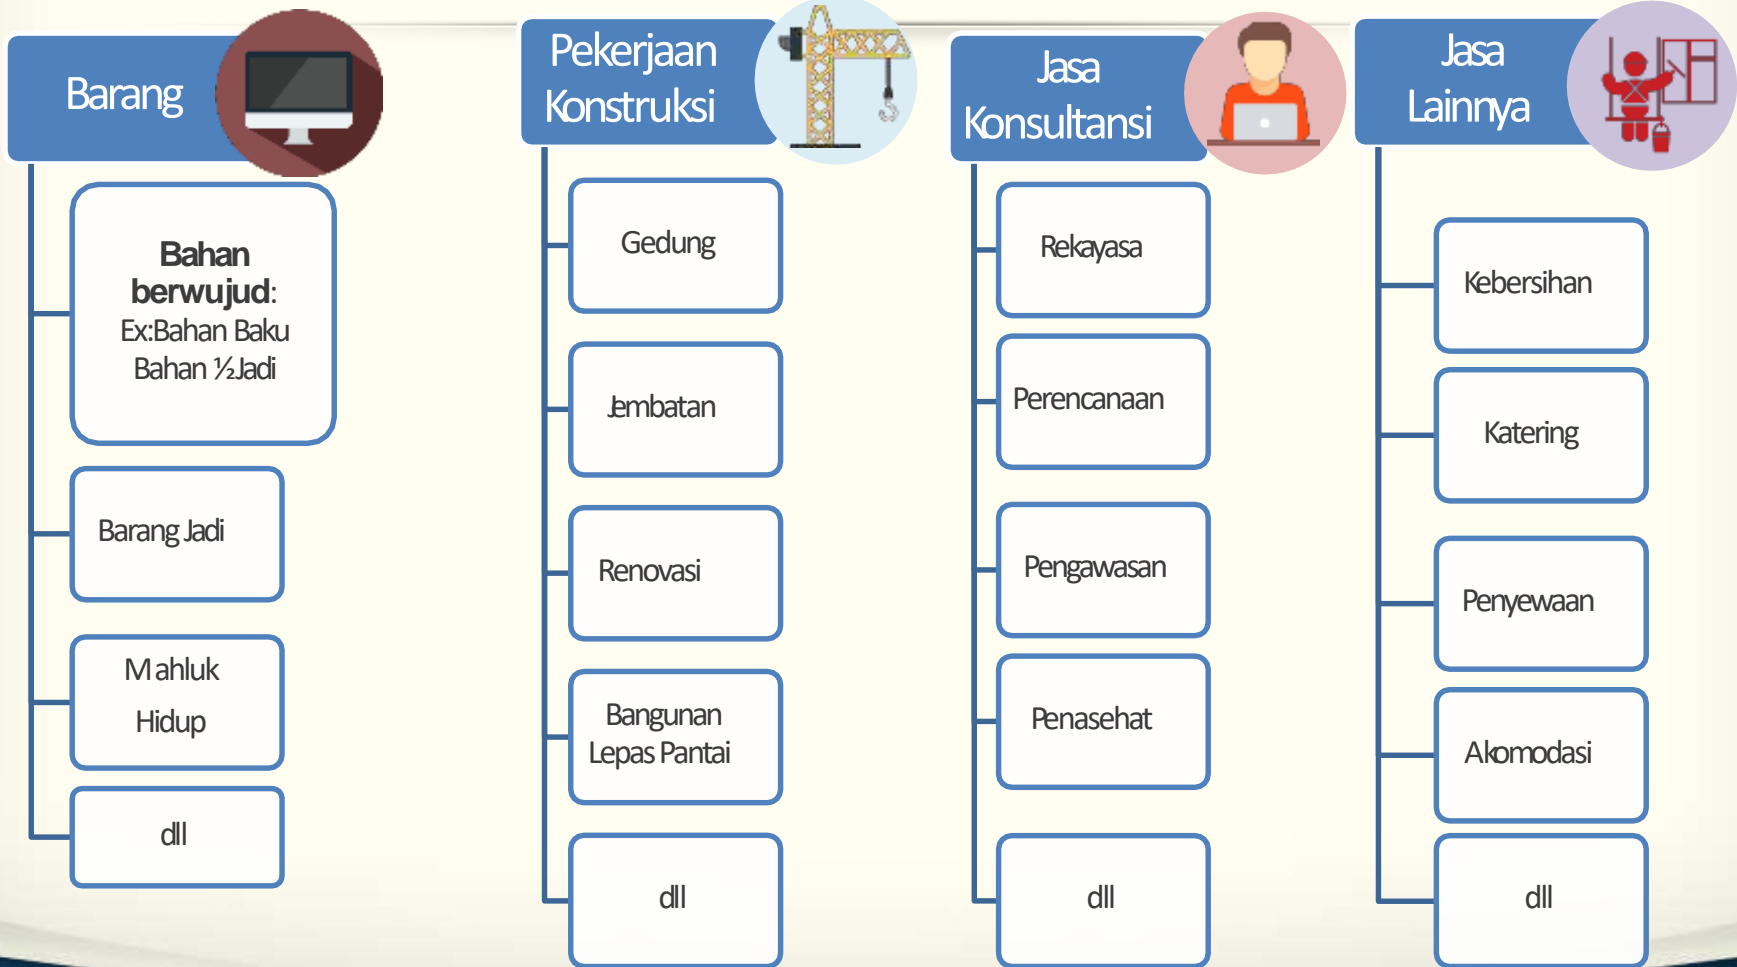 Barang
Bahan
berwujud:
Ex:Bahan Baku
Bahan ½Jadi
Barang Jadi
Mahluk
Hidup
dll
Pekerjaan
Konstruksi
Gedung
Jembatan
Renovasi
Bangunan
Lepas Pantai
dll
Jasa
Konsultansi
Rekayasa
Perencanaan
Pengawasan
Penasehat
dll
Jasa
Lainnya
Kebersihan
Katering
Penyewaan
Akomodasi
dll